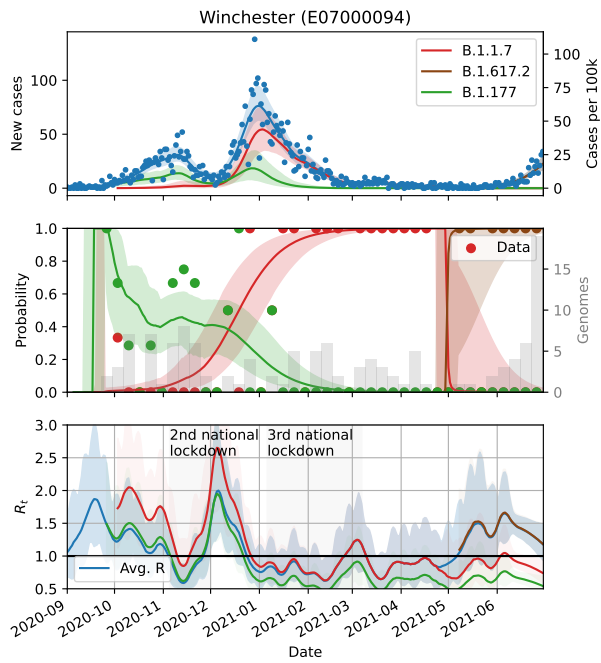 Winchester (E07000094)
New cases
100
50
0
B.1.1.7
B.1.617.2
B.1.177
100
75
50
25
0
Cases per 100k
Probability
1.0
0.8
0.6
0.4
0.2
0.0
Data
15
10
5
0
Genomes
R_t
3.0
2.5
2.0
1.5
1.0
0.5
2nd national
lockdown
3rd national
lockdown
Avg. R
2020-09
2020-10
2020-11
2020-12
2021-01
2021-02
2021-03
2021-04
2021-05
2021-06
Date